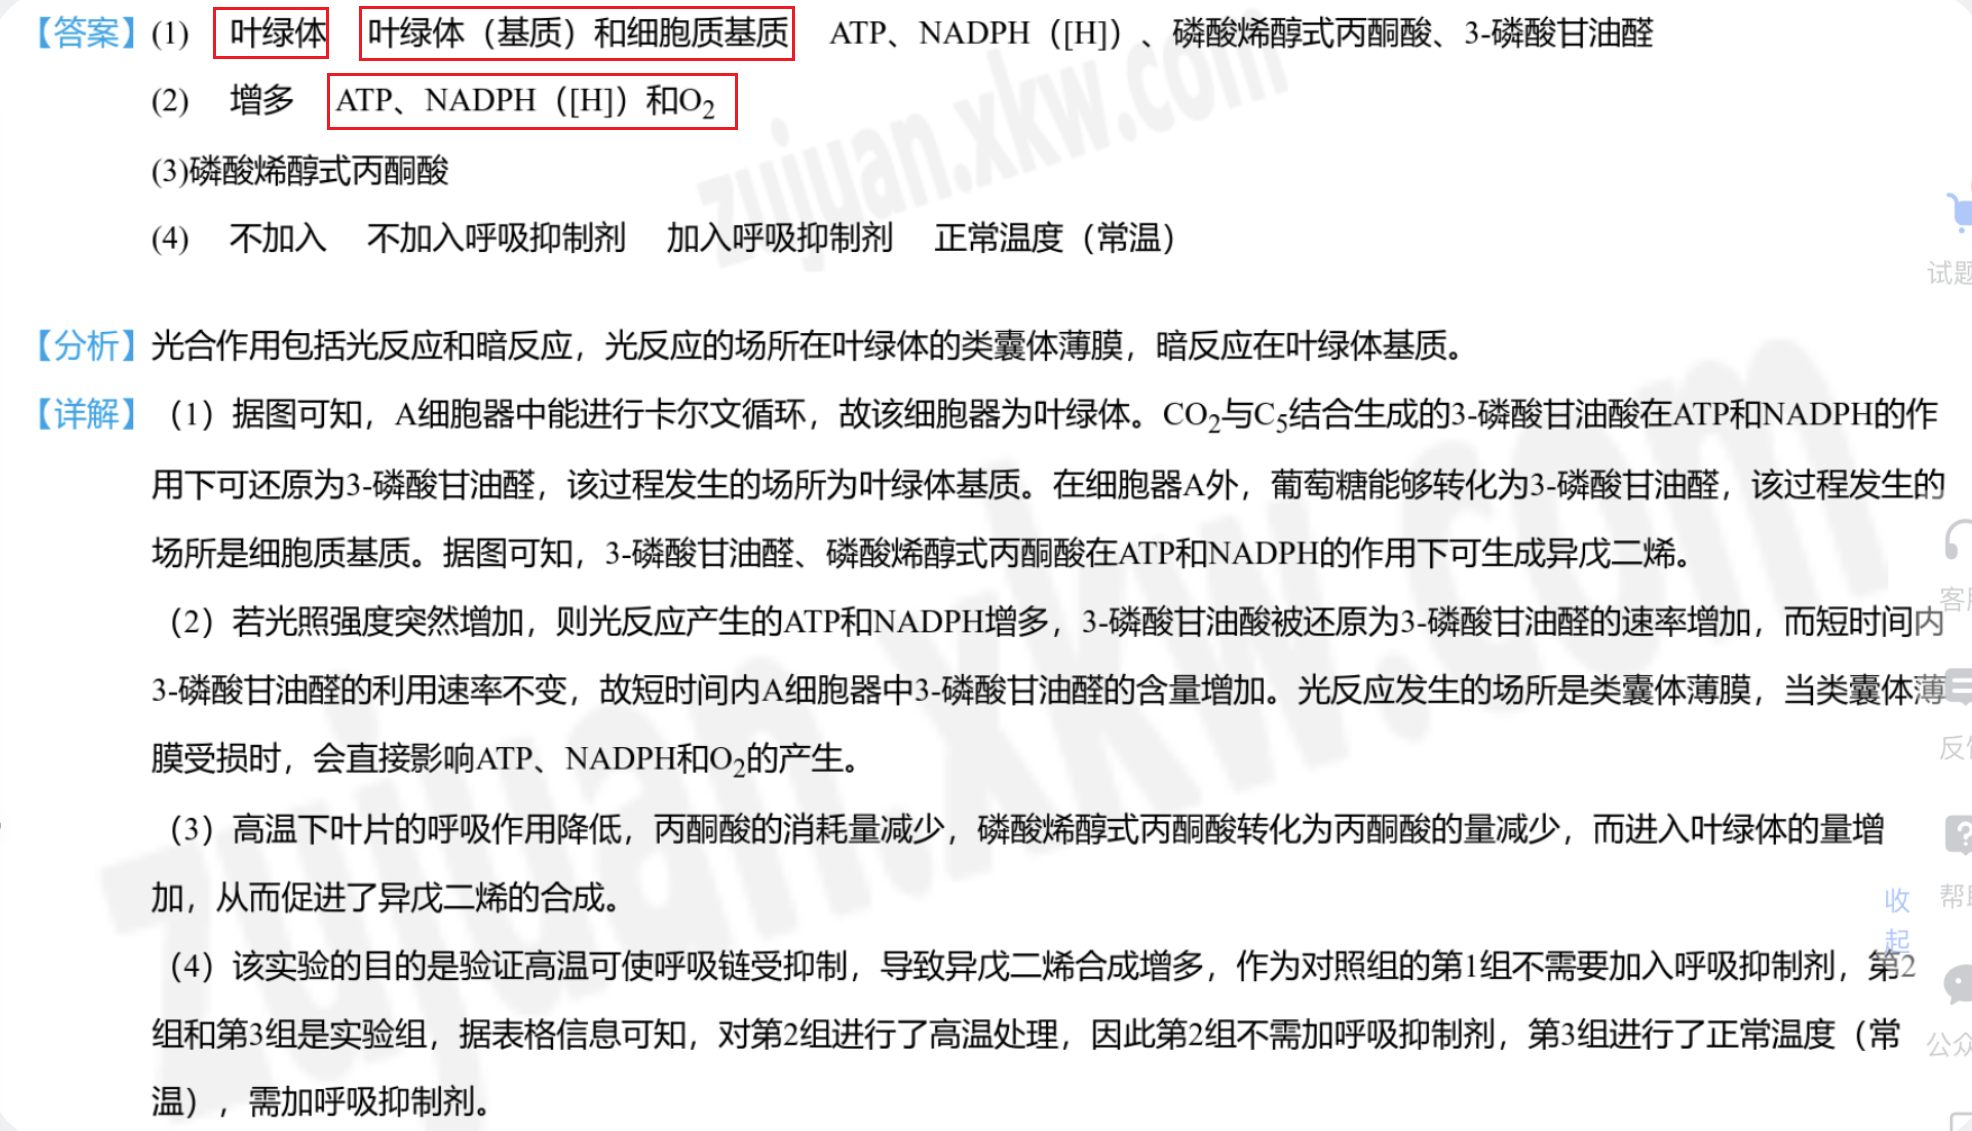 【答案】(1) 叶绿体 叶绿体（基质）和细胞质基质 ATP、NADPH（[H]）、磷酸烯醇式丙酮酸、3-磷酸甘油醛
(2) 增多 ATP、NADPH（[H]）和O₂
(3)磷酸烯醇式丙酮酸
(4) 不加入 不加入呼吸抑制剂 加入呼吸抑制剂 正常温度（常温）
【分析】光合作用包括光反应和暗反应，光反应的场所在叶绿体的类囊体薄膜，暗反应在叶绿体基质。
【详解】（1）据图可知，A细胞器中能进行卡尔文循环，故该细胞器为叶绿体。CO₂与C₅结合生成的3-磷酸甘油酸在ATP和NADPH的作
用下可还原为3-磷酸甘油醛，该过程发生的场所为叶绿体基质。在细胞器A外，葡萄糖能够转化为3-磷酸甘油醛，该过程发生的
场所是细胞质基质。据图可知，3-磷酸甘油醛、磷酸烯醇式丙酮酸在ATP和NADPH的作用下可生成异戊二烯。
（2）若光照强度突然增加，则光反应产生的ATP和NADPH增多，3-磷酸甘油酸被还原为3-磷酸甘油醛的速率增加，而短时间内
3-磷酸甘油醛的利用速率不变，故短时间内A细胞器中3-磷酸甘油醛的含量增加。光反应发生的场所是类囊体薄膜，当类囊体薄
膜受损时，会直接影响ATP、NADPH和O₂的产生。
（3）高温下叶片的呼吸作用降低，丙酮酸的消耗量减少，磷酸烯醇式丙酮酸转化为丙酮酸的量减少，而进入叶绿体的量增
加，从而促进了异戊二烯的合成。
（4）该实验的目的是验证高温可使呼吸链受抑制，导致异戊二烯合成增多，作为对照组的第1组不需要加入呼吸抑制剂，第2
组和第3组是实验组，据表格信息可知，对第2组进行了高温处理，因此第2组不需加呼吸抑制剂，第3组进行了正常温度（常
温），需加呼吸抑制剂。
zujuan.xkw.com
zujuan.xkw.com
试题
客
反
收起
帮
公众